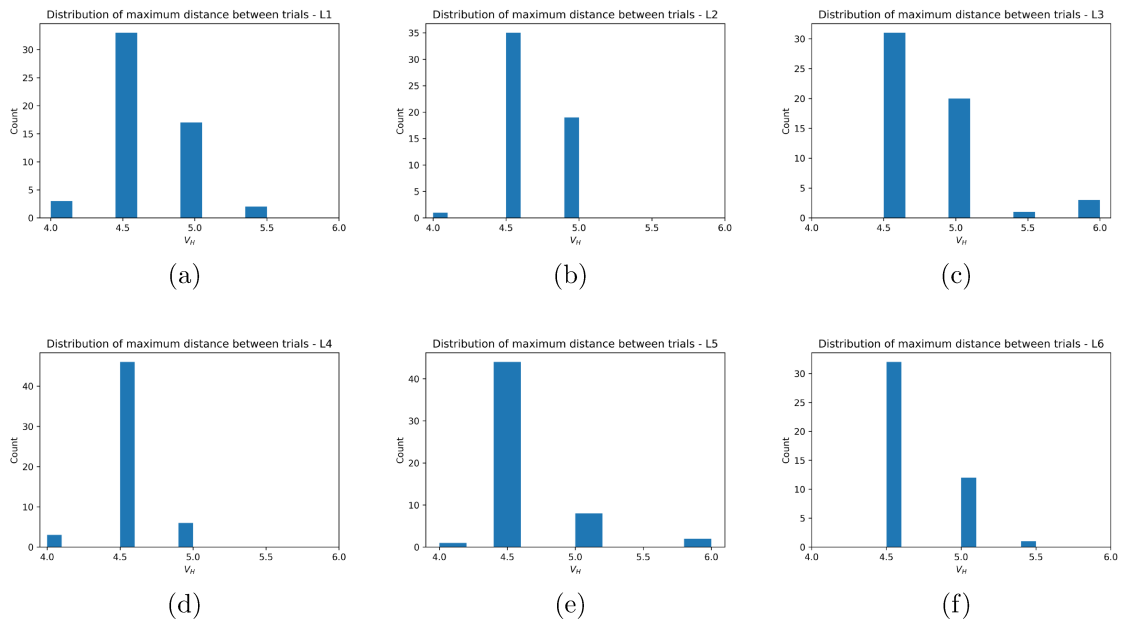 Distribution of maximum distance between trials - L1
30
25
20
15
10
5
0
Count
4.0 4.5 5.0 5.5 6.0
V_H
(a)
Distribution of maximum distance between trials - L2
35
30
25
20
15
10
5
0
Count
4.0 4.5 5.0 5.5 6.0
V_H
(b)
Distribution of maximum distance between trials - L3
30
25
20
15
10
5
0
Count
4.0 4.5 5.0 5.5 6.0
V_H
(c)
Distribution of maximum distance between trials - L4
40
30
20
10
0
Count
4.0 4.5 5.0 5.5 6.0
V_H
(d)
Distribution of maximum distance between trials - L5
40
30
20
10
0
Count
4.0 4.5 5.0 5.5 6.0
V_H
(e)
Distribution of maximum distance between trials - L6
30
25
20
15
10
5
0
Count
4.0 4.5 5.0 5.5 6.0
V_H
(f)